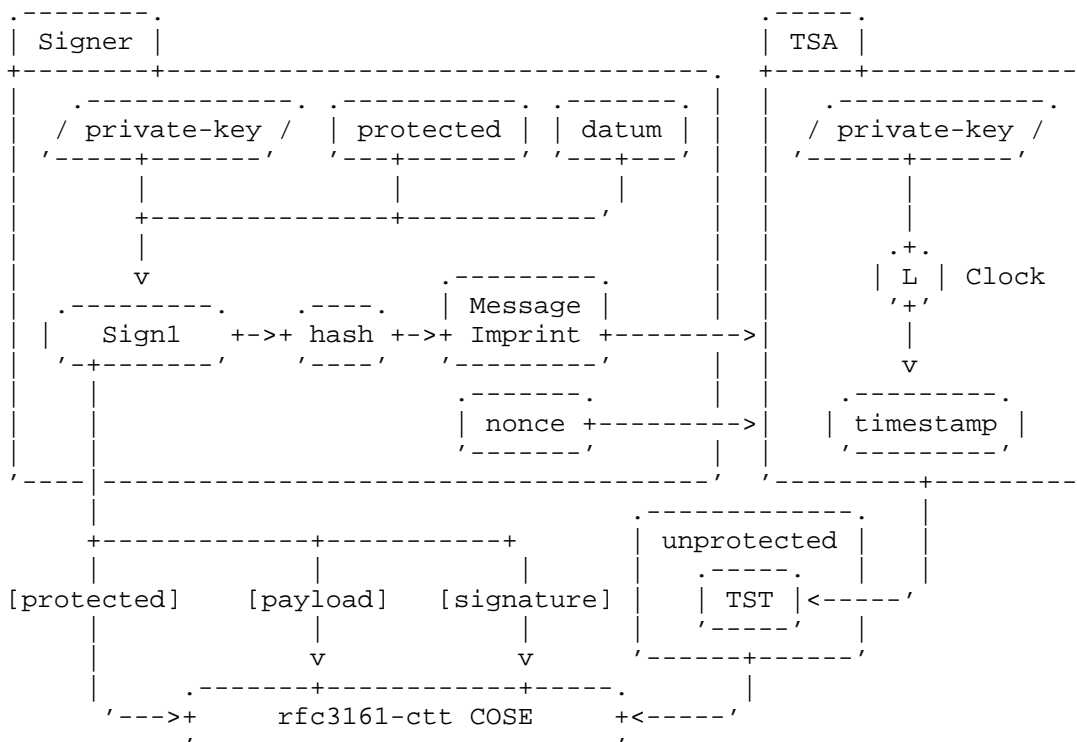 Signer TSA
private-key protected datum private-key
L Clock
Message
Sign1 hash Imprint
nonce timestamp
unprotected
[protected] [payload] [signature] TST
rfc3161-ctt COSE